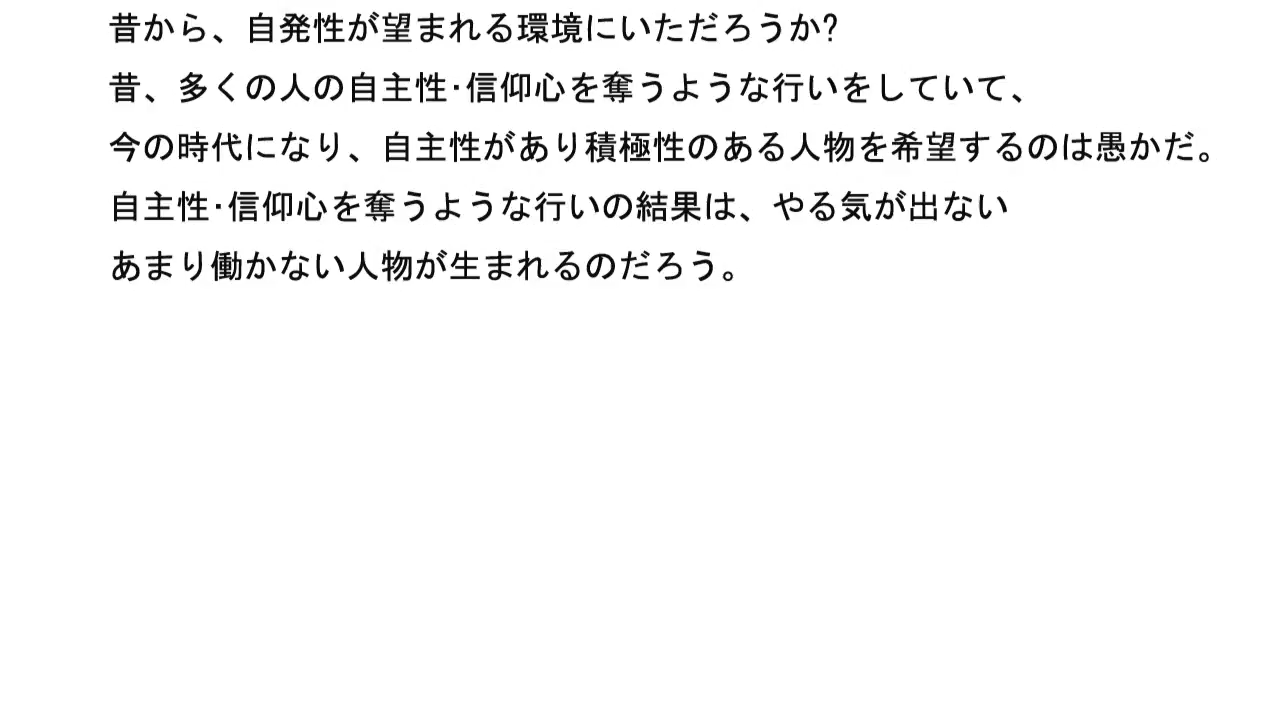 昔から、自発性が望まれる環境にいただろうか?
昔、多くの人の自主性･信仰心を奪うような行いをしていて、
今の時代になり、自主性があり積極性のある人物を希望するのは愚かだ。
自主性･信仰心を奪うような行いの結果は、やる気が出ない
あまり働かない人物が生まれるのだろう。